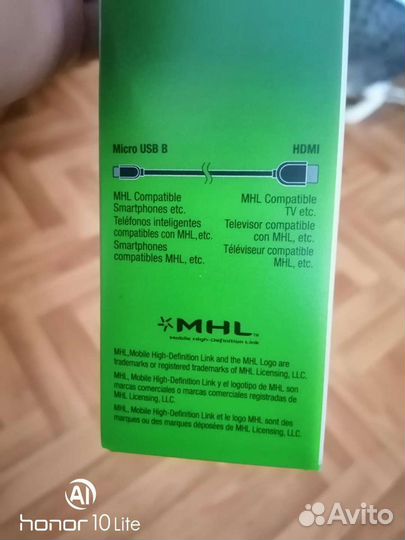 Micro USB B HDMI
MHL Compatible MHL Compatible
Smartphones etc. TV etc.
Teléfonos inteligentes Televisor compatible
compatibles con MHL, etc. con MHL, etc.
Smartphones Téléviseur compatible
compatibles MHL, etc. MHL, etc.
MHL™
Mobile High-Definition Link
MHL, Mobile High-Definition Link and the MHL Logo are
trademarks or registered trademarks of MHL Licensing, LLC.
MHL, Mobile High-Definition Link y el logotipo de MHL son
marcas comerciales o marcas comerciales registradas de
MHL Licensing, LLC.
MHL, Mobile High-Definition Link et le logo MHL sont des
marques ou des marques déposées de MHL Licensing, LLC.
AI
honor 10 Lite
Avito